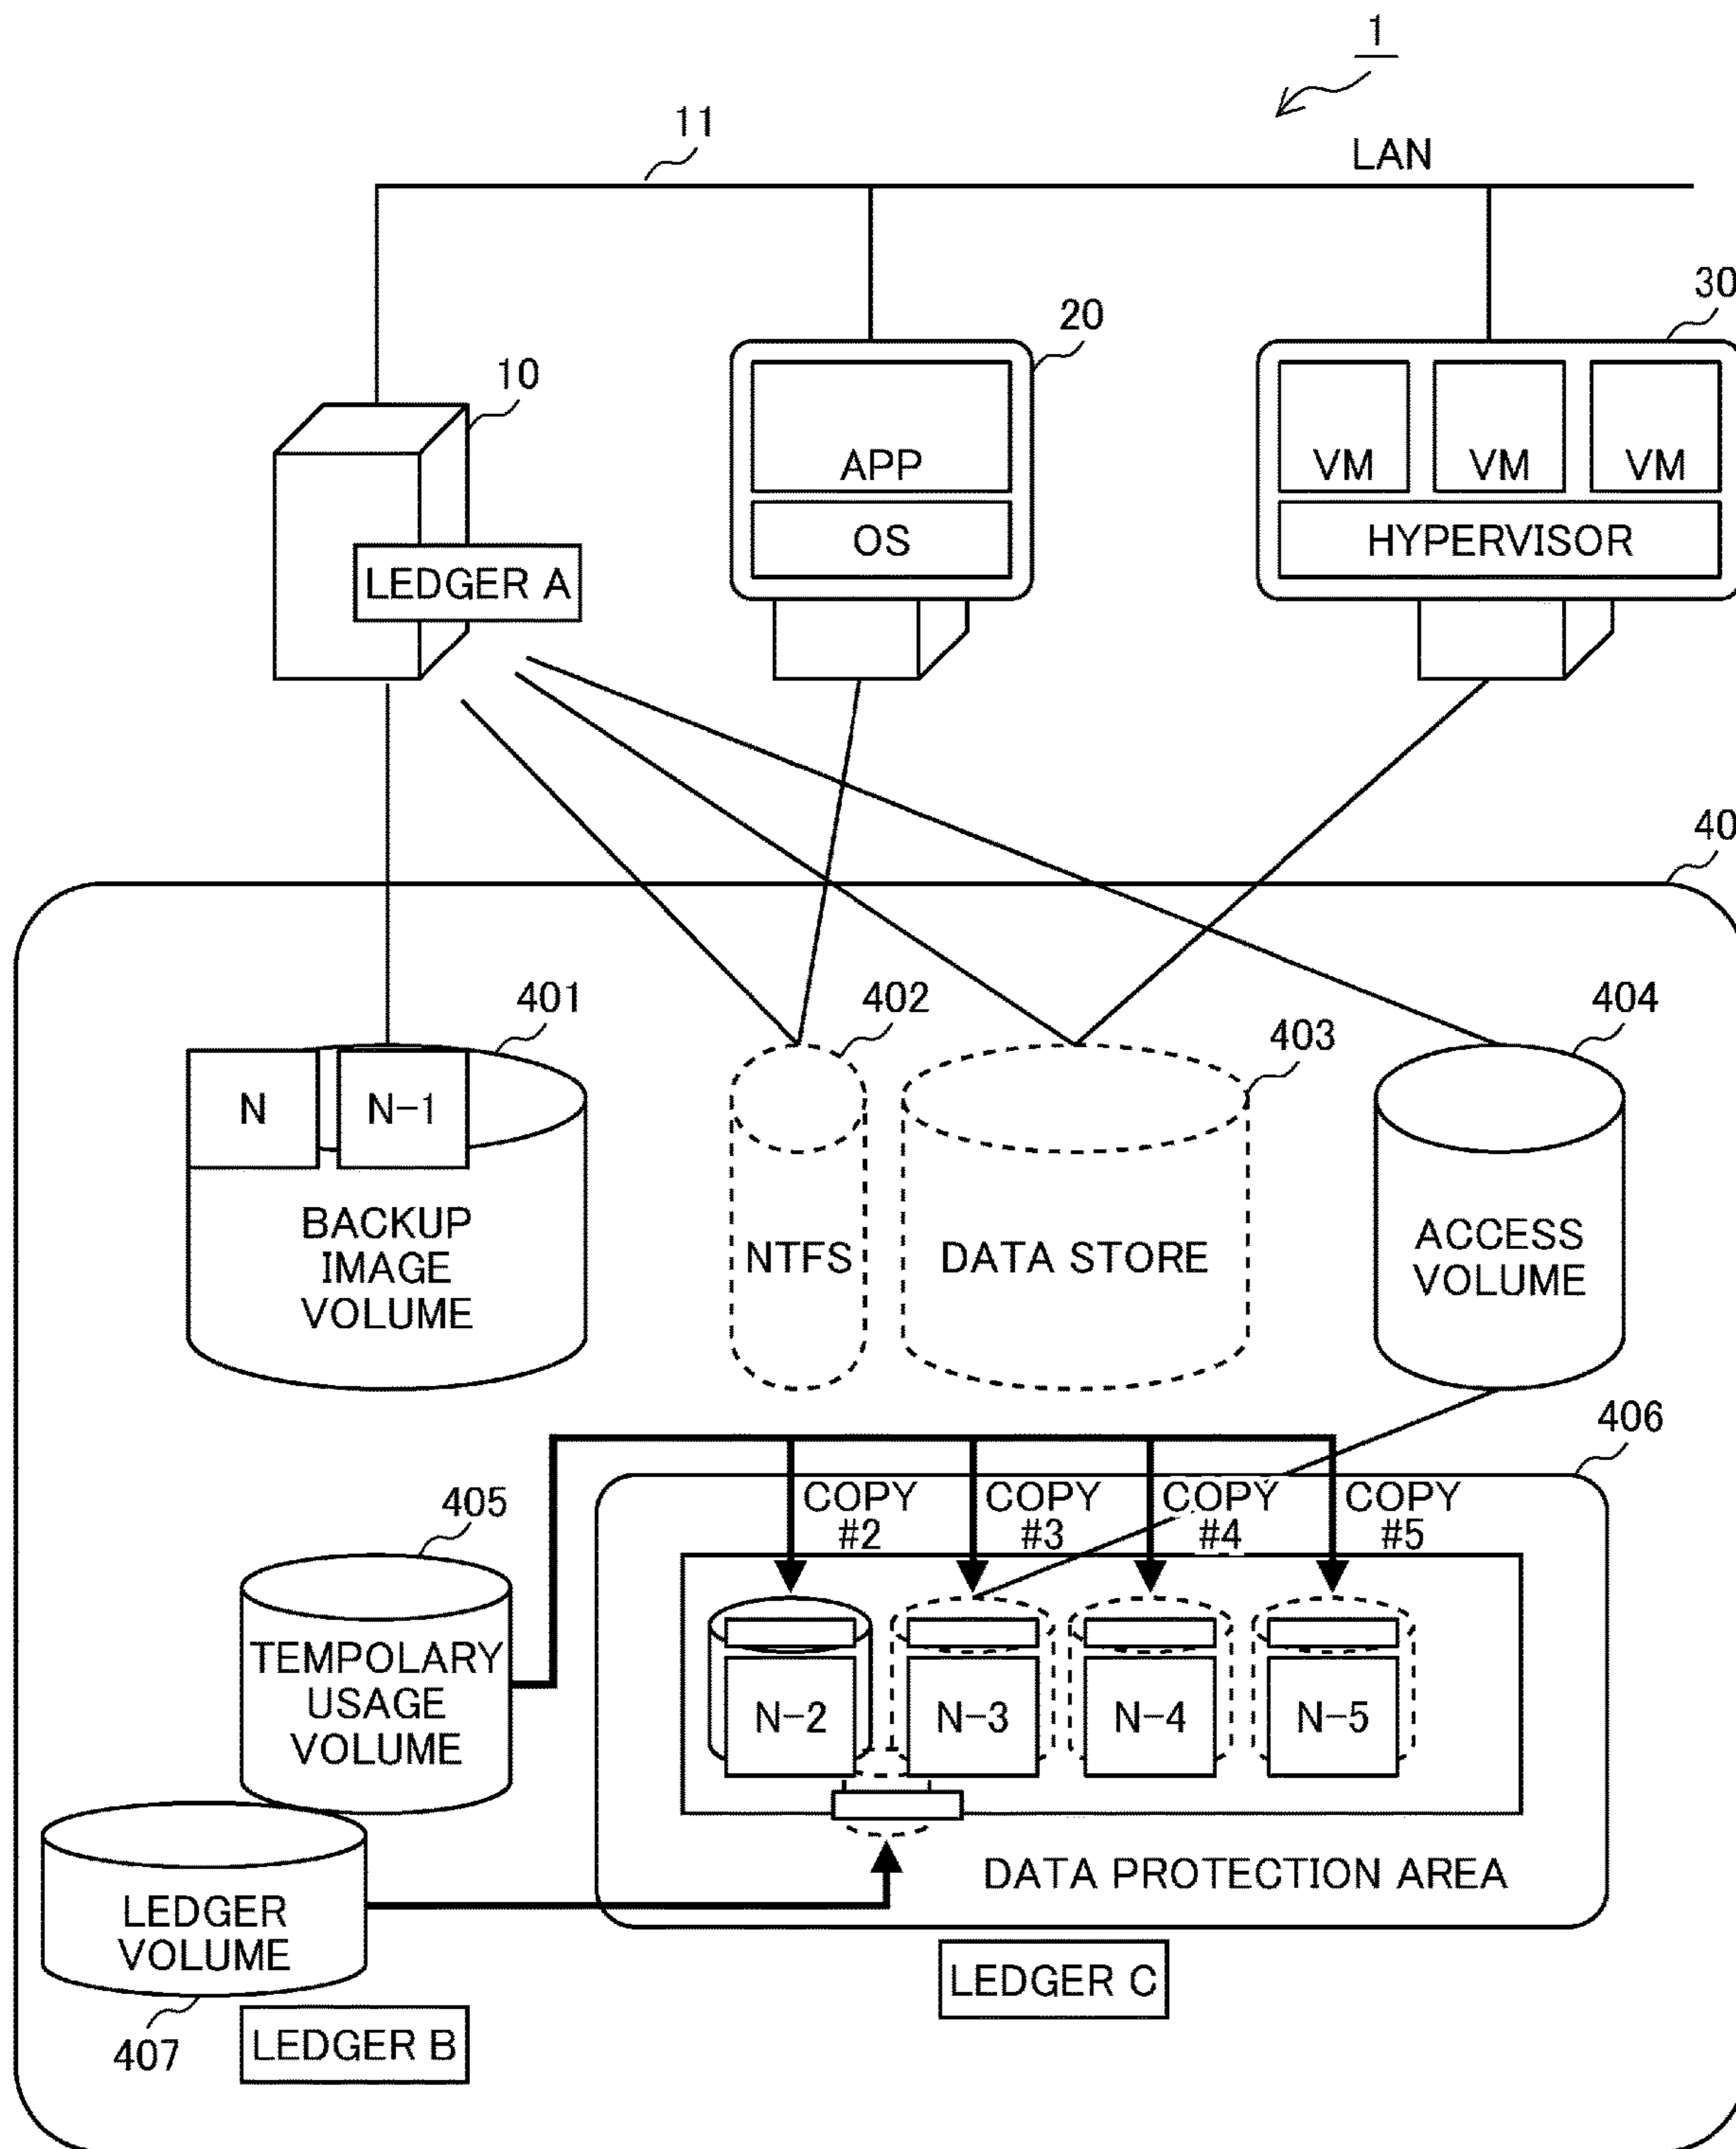 1
11
LAN
30
20
10
APP
VM
VM
VM
OS
HYPERVISOR
LEDGER A
40
401
402
403
404
N
N-1
BACKUP
IMAGE
VOLUME
NTFS
DATA STORE
ACCESS
VOLUME
406
405
COPY
#2
COPY
#3
COPY
#4
COPY
#5
TEMPOLARY
USAGE
VOLUME
N-2
N-3
N-4
N-5
DATA PROTECTION AREA
LEDGER
VOLUME
LEDGER C
407
LEDGER B